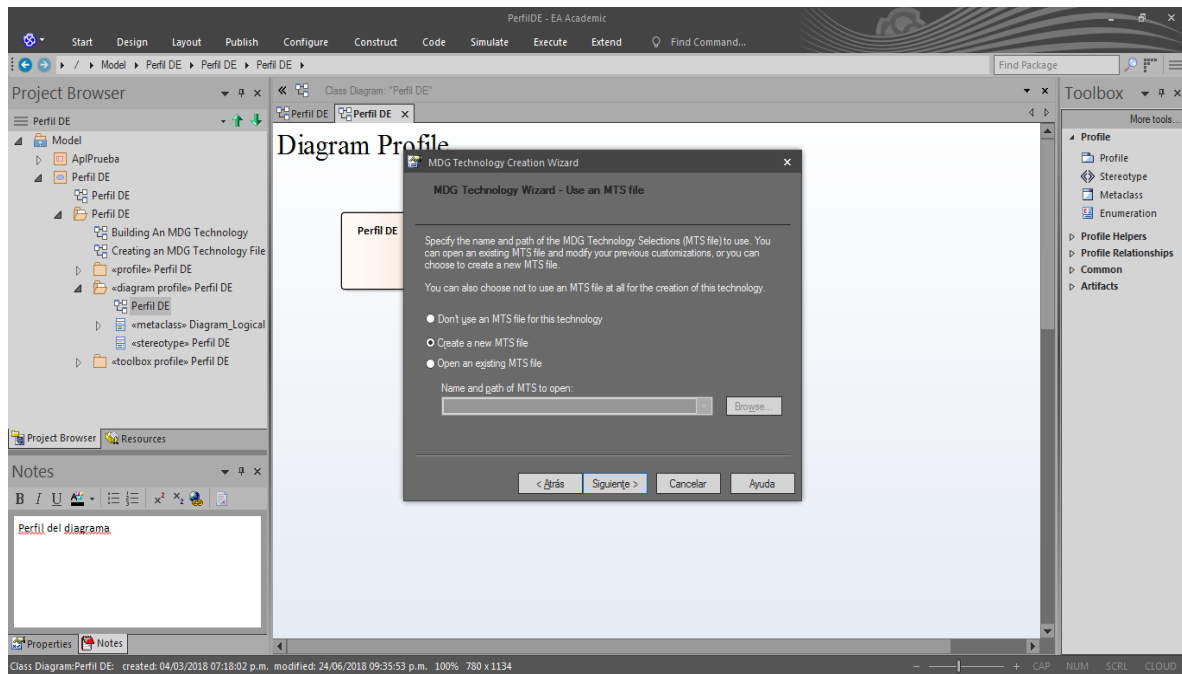 PerfilDE - EA Academic
Start Design Layout Publish Configure Construct Code Simulate Execute Extend Find Command...
/ Model Perfil DE Perfil DE Perfil DE
Find Package
Project Browser
Perfil DE
Model
AplPrueba
Perfil DE
Perfil DE
Perfil DE
Building An MDG Technology
Creating an MDG Technology File
«profile» Perfil DE
«diagram profile» Perfil DE
Perfil DE
«metaclass» Diagram_Logical
«stereotype» Perfil DE
«toolbox profile» Perfil DE
Project Browser Resources
Notes
B I U x² x₂
Perfil del diagrama
Properties Notes
Class Diagram: "Perfil DE"
Perfil DE Perfil DE x
Diagram Profile
Perfil DE
MDG Technology Creation Wizard
MDG Technology Wizard - Use an MTS file
Specify the name and path of the MDG Technology Selections (MTS file) to use. You
can open an existing MTS file and modify your previous customizations, or you can
choose to create a new MTS file.
You can also choose not to use an MTS file at all for the creation of this technology.
Don't use an MTS file for this technology
Create a new MTS file
Open an existing MTS file
Name and path of MTS to open:
Browse...
< Atrás Siguiente > Cancelar Ayuda
Toolbox
More tools...
Profile
Profile
Stereotype
Metaclass
Enumeration
Profile Helpers
Profile Relationships
Common
Artifacts
Class Diagram:Perfil DE: created: 04/03/2018 07:18:02 p.m. modified: 24/06/2018 09:35:53 p.m. 100% 780 x 1134
CAP NUM SCRL CLOUD